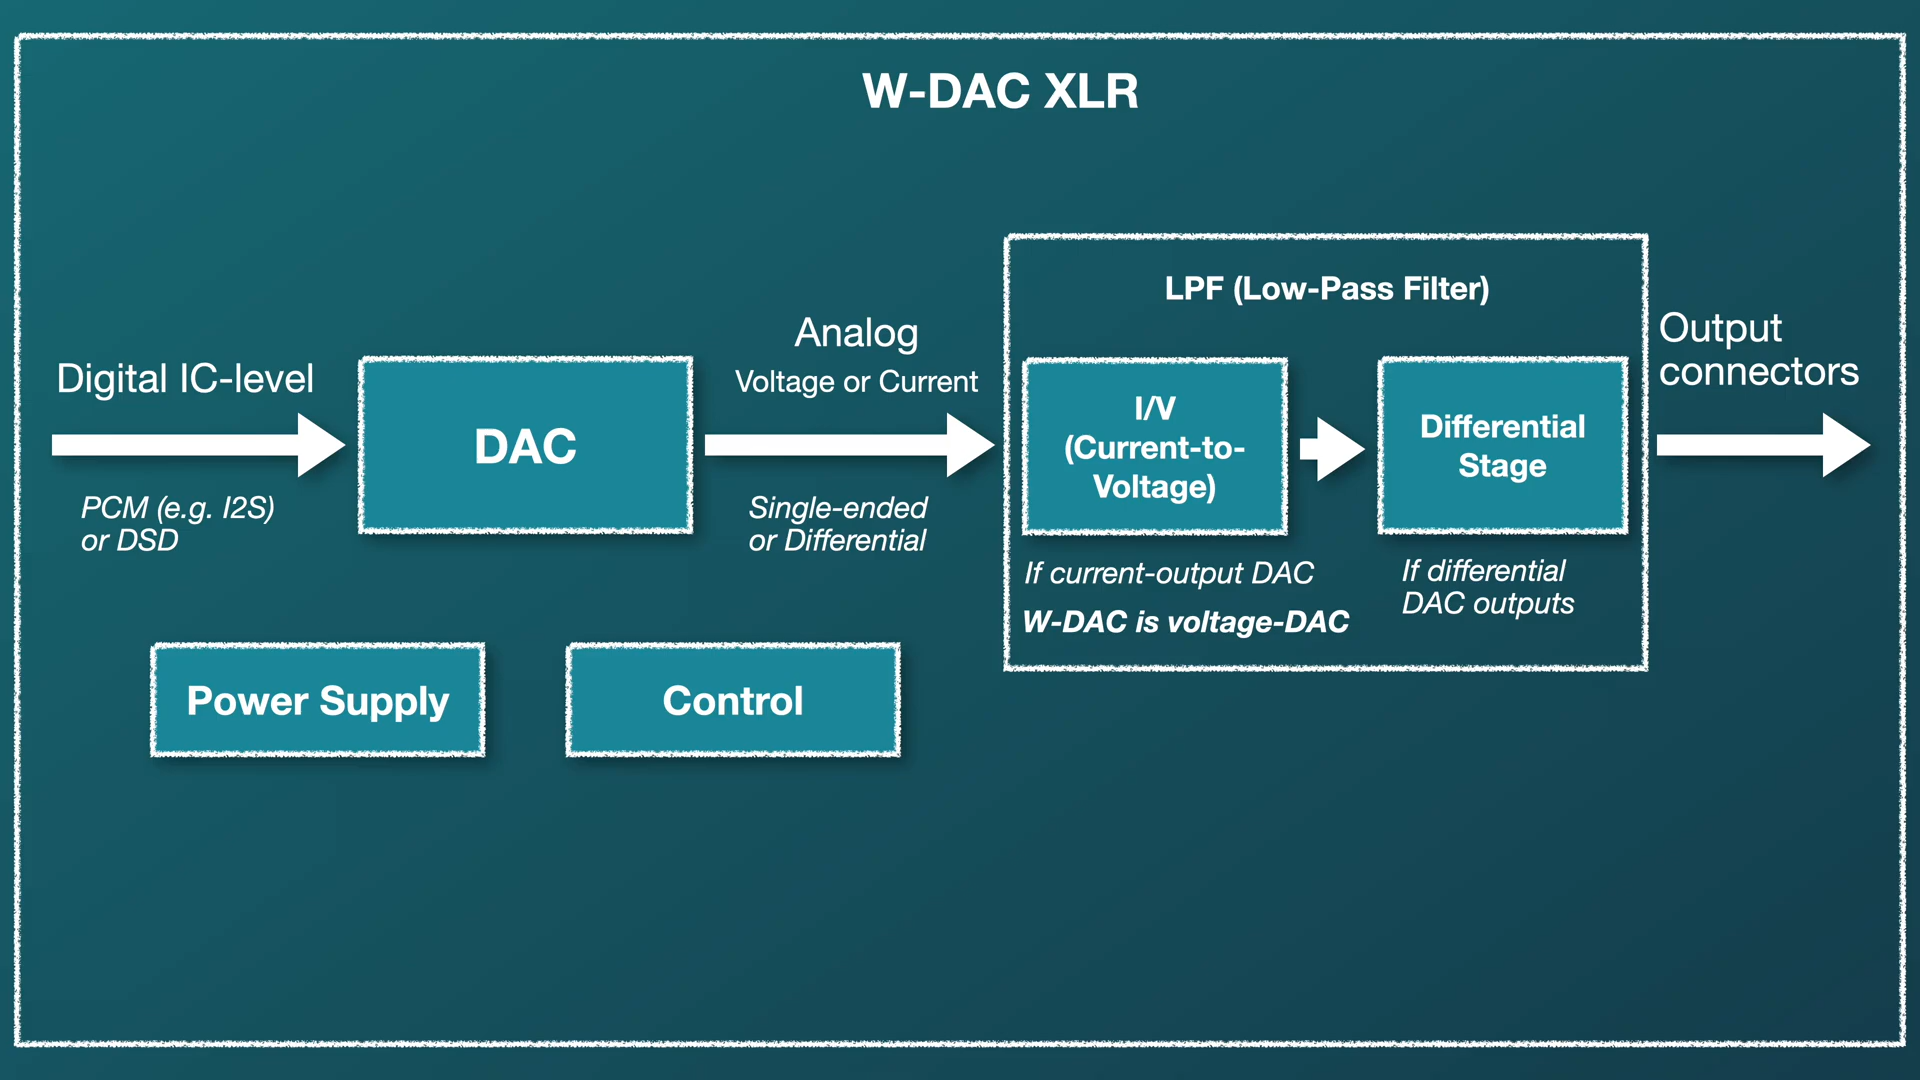 W-DAC XLR
Digital IC-level
PCM (e.g. I2S)
or DSD
DAC
Analog
Voltage or Current
Single-ended
or Differential
LPF (Low-Pass Filter)
I/V
(Current-to-
Voltage)
If current-output DAC
W-DAC is voltage-DAC
Differential
Stage
If differential
DAC outputs
Output
connectors
Power Supply
Control